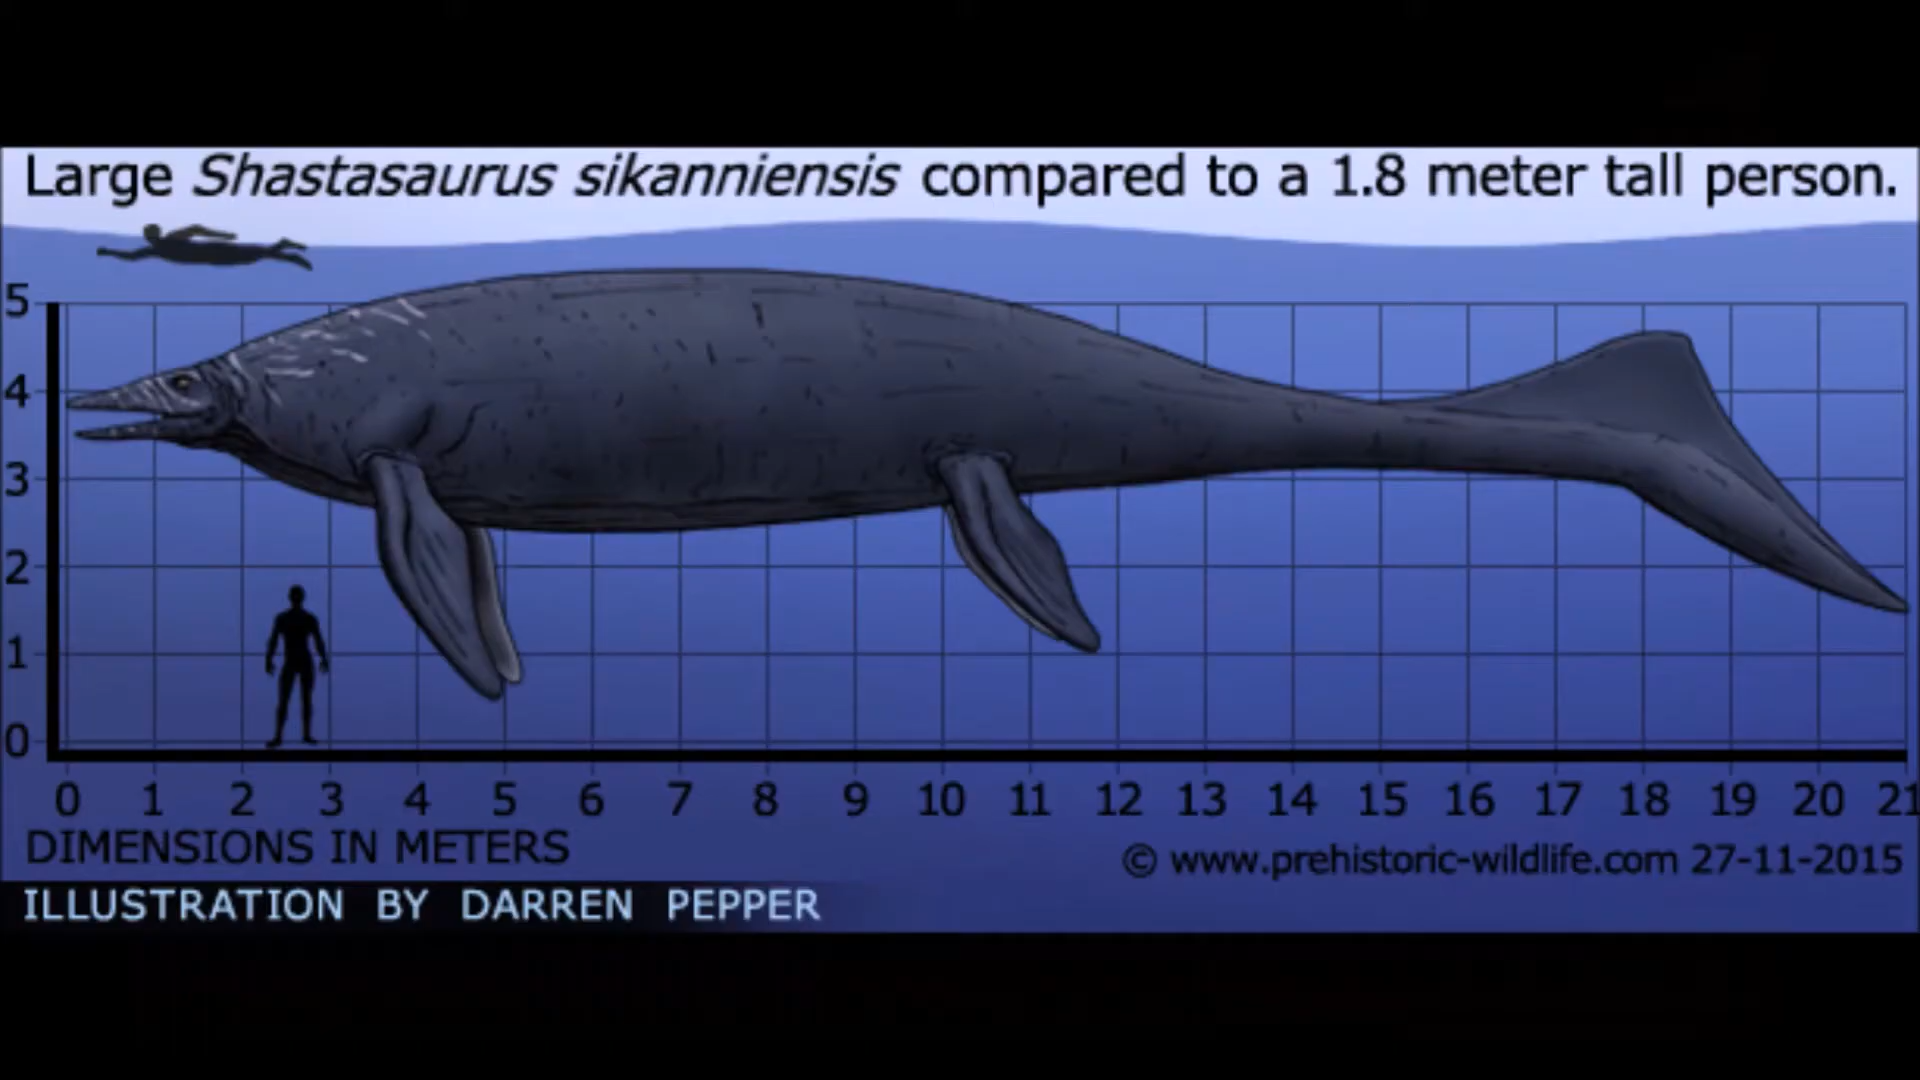 Large Shastasaurus sikanniensis compared to a 1.8 meter tall person.
5
4
3
2
1
0
0 1 2 3 4 5 6 7 8 9 10 11 12 13 14 15 16 17 18 19 20 21
DIMENSIONS IN METERS
© www.prehistoric-wildlife.com 27-11-2015
ILLUSTRATION BY DARREN PEPPER